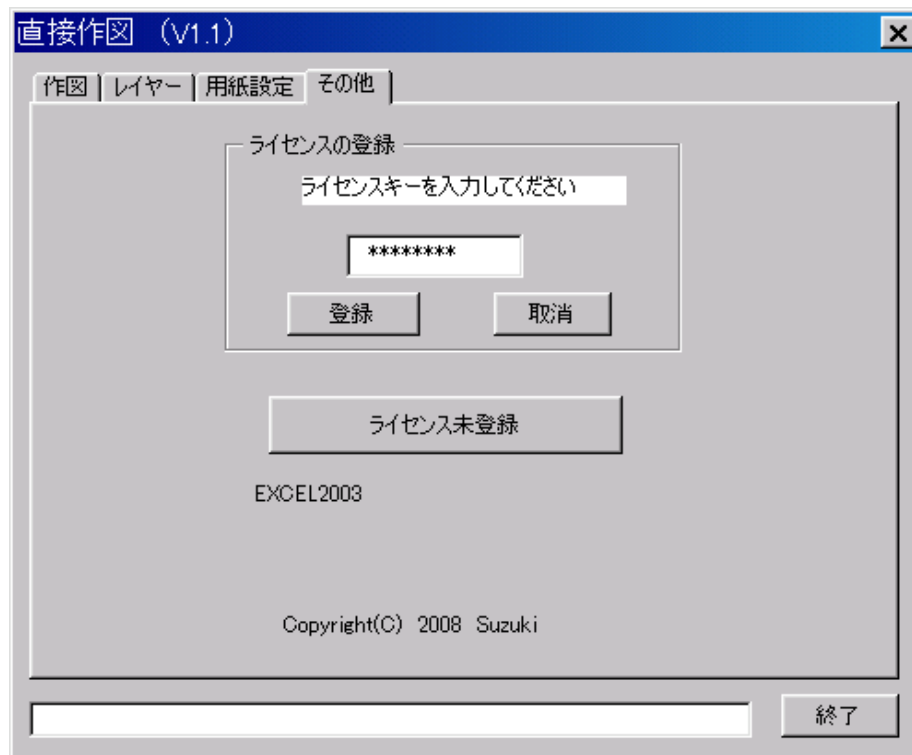 直接作図 （V1.1）
作図 レイヤー 用紙設定 その他
ライセンスの登録
ライセンスキーを入力してください
********
登録 取消
ライセンス未登録
EXCEL2003
Copyright(C) 2008 Suzuki
終了